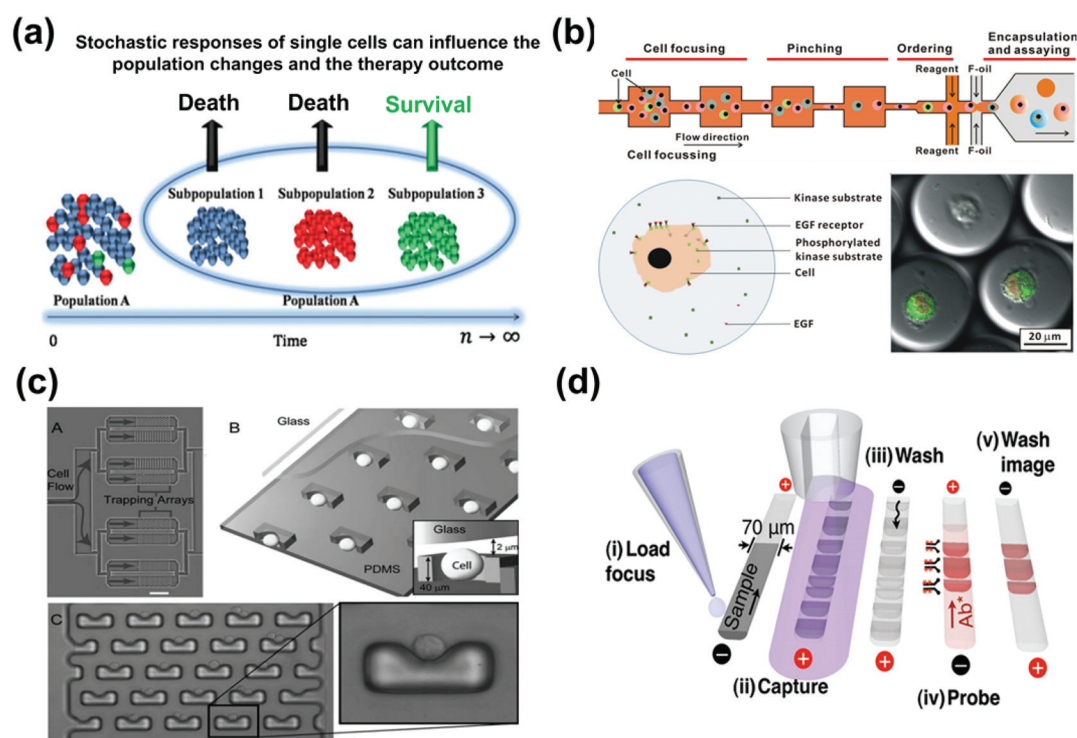 (a)
Stochastic responses of single cells can influence the
population changes and the therapy outcome
Death
Death
Survival
Subpopulation 1
Subpopulation 2
Subpopulation 3
Population A
Population A
0
Time
n → ∞
(b)
Cell focusing
Pinching
Ordering
Encapsulation
and assaying
Reagent
F-oil
Cell
Flow direction
Cell focussing
Reagent
F-oil
Kinase substrate
EGF receptor
Phosphorylated
kinase substrate
Cell
EGF
20 μm
(c)
A
Cell
Flow
Trapping Arrays
B
Glass
PDMS
Glass
2 μm
Cell
40 μm
C
(d)
(i) Load
focus
70 μm
Sample
(ii) Capture
(iii) Wash
(iv) Probe
Ab*
(v) Wash
image
+
−
+
−
+
+
−
−
+